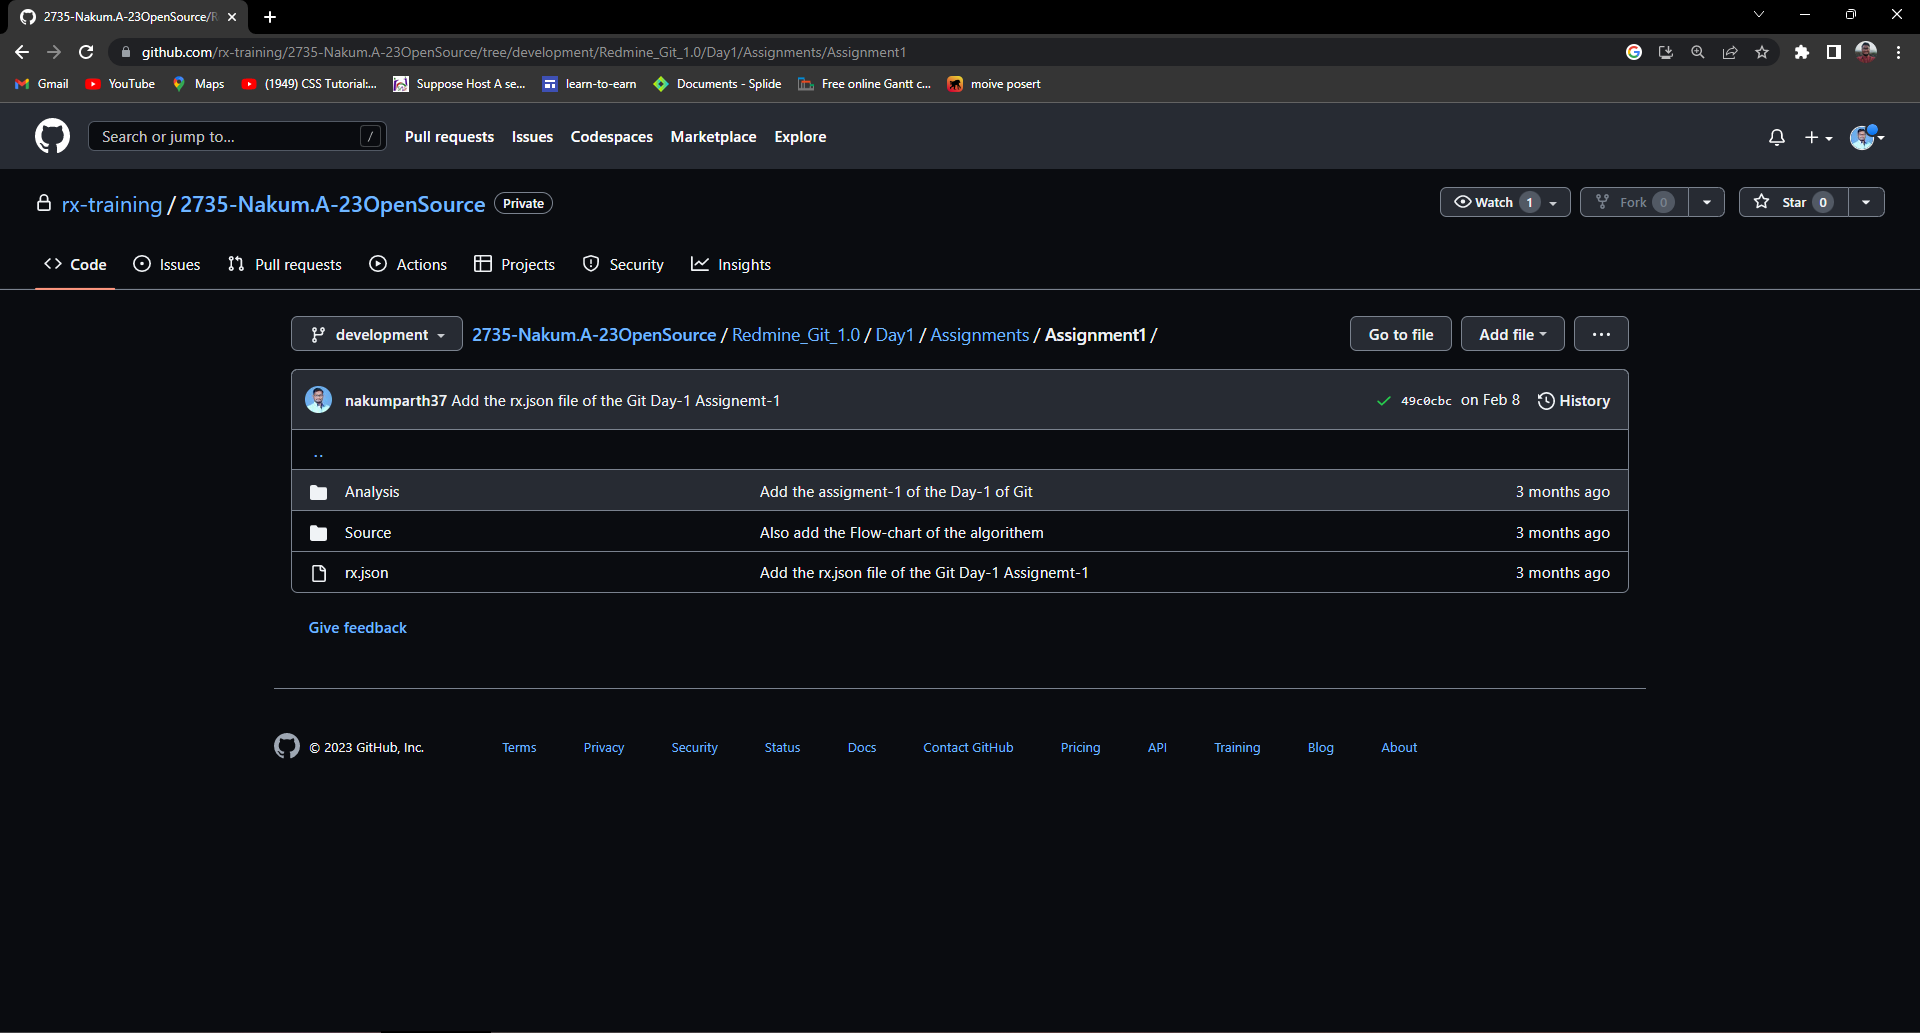 2735-Nakum.A-23OpenSource/R
github.com/rx-training/2735-Nakum.A-23OpenSource/tree/development/Redmine_Git_1.0/Day1/Assignments/Assignment1
Gmail YouTube Maps (1949) CSS Tutorial:... Suppose Host A se... learn-to-earn Documents - Splide Free online Gantt c... moive posert
Search or jump to... / Pull requests Issues Codespaces Marketplace Explore
rx-training / 2735-Nakum.A-23OpenSource Private Watch 1 Fork 0 Star 0
Code Issues Pull requests Actions Projects Security Insights
development 2735-Nakum.A-23OpenSource / Redmine_Git_1.0 / Day1 / Assignments / Assignment1 / Go to file Add file ...
nakumparth37 Add the rx.json file of the Git Day-1 Assignemt-1 49c0cbc on Feb 8 History
..
Analysis Add the assigment-1 of the Day-1 of Git 3 months ago
Source Also add the Flow-chart of the algorithem 3 months ago
rx.json Add the rx.json file of the Git Day-1 Assignemt-1 3 months ago
Give feedback
© 2023 GitHub, Inc. Terms Privacy Security Status Docs Contact GitHub Pricing API Training Blog About